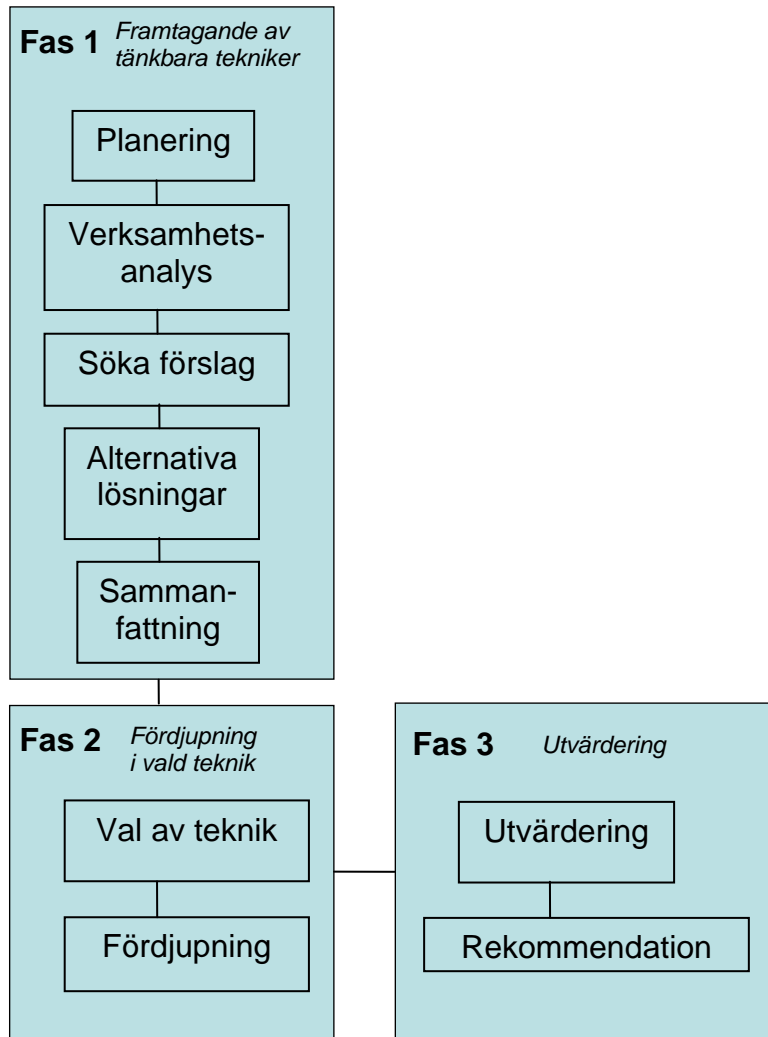 Fas 1
Framtagande av
tänkbara tekniker
Planering
Verksamhets-
analys
Söka förslag
Alternativa
lösningar
Samman-
fattning
Fas 2
Fördjupning
i vald teknik
Val av teknik
Fördjupning
Fas 3
Utvärdering
Utvärdering
Rekommendation